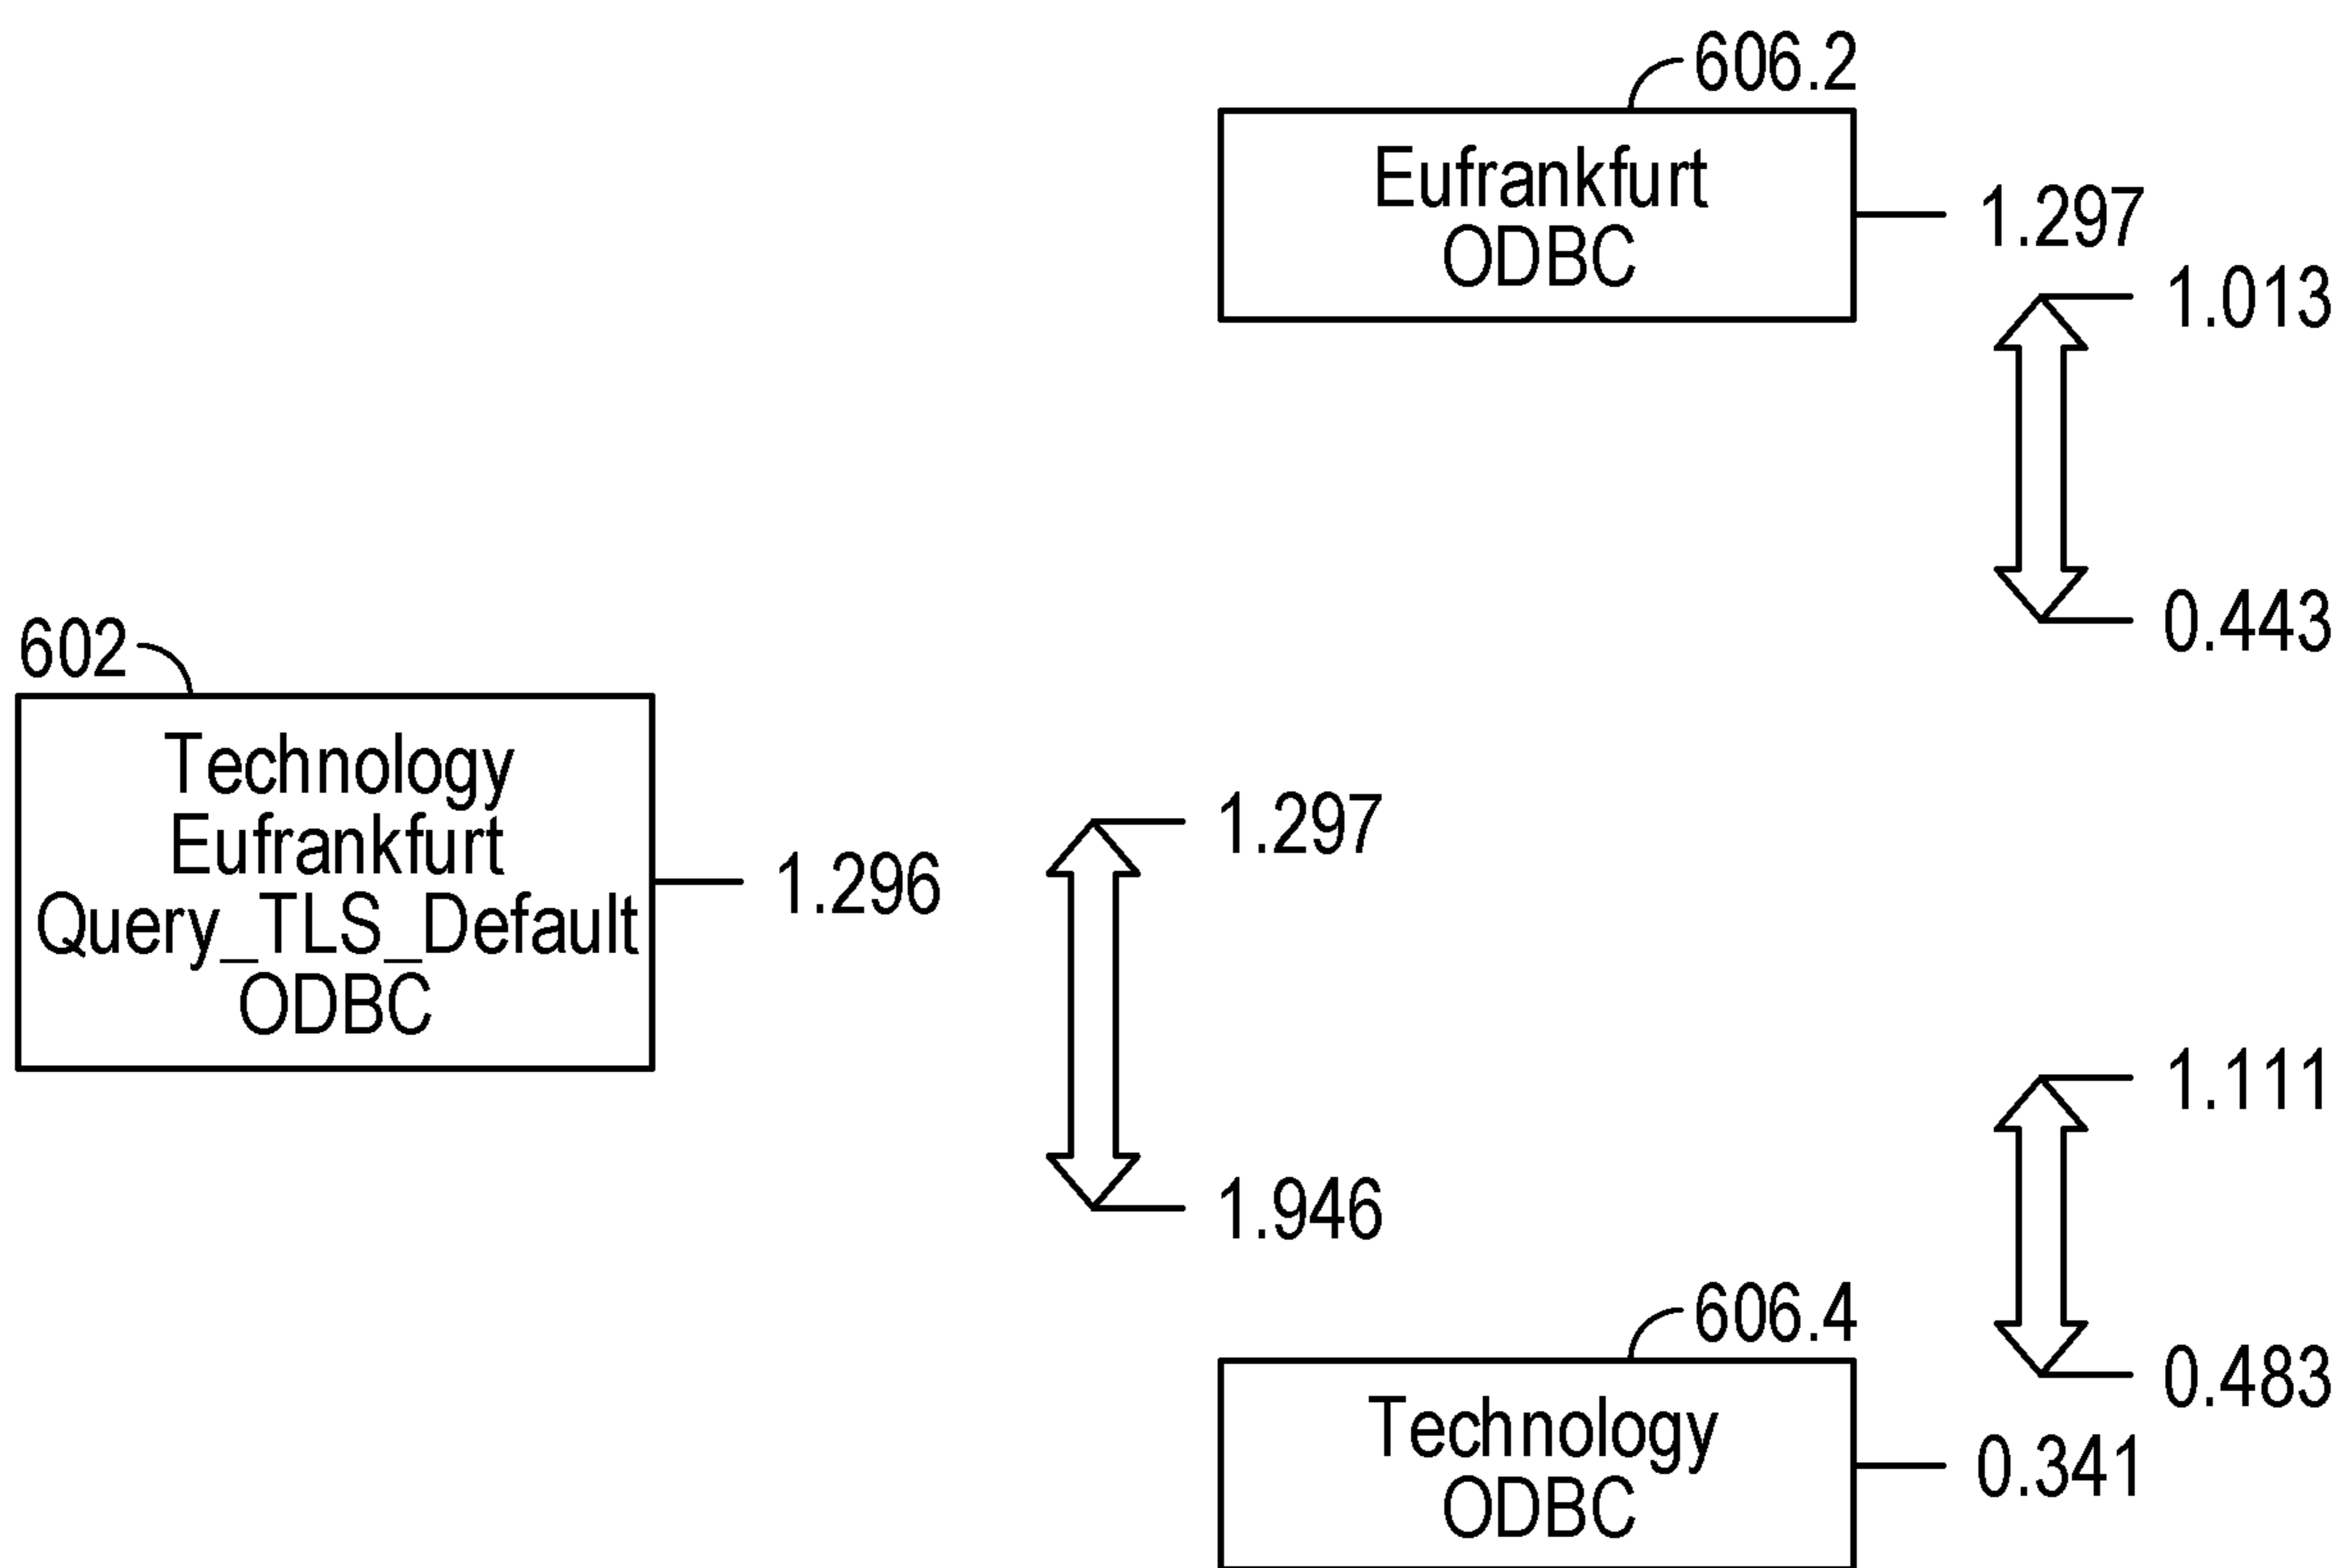 606.2
Eufrankfurt
ODBC
1.297
1.013
0.443
602
Technology
Eufrankfurt
Query_TLS_Default
ODBC
1.296
1.297
1.946
1.111
0.483
606.4
Technology
ODBC
0.341